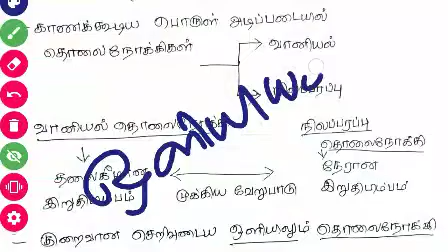 காணக்கூடிய பொருள் அடிப்படையில்
தொலைநோக்கிகள் வானியல்
நிலப்பரப்பு
வானியல் தொலைநோக்கி
நிலப்பரப்பு
தொலைநோக்கி
தலைகீழான
நேரான
இறுதிபிம்பம்
முக்கிய வேறுபாடு
இறுதிபிம்பம்
குறைவான செறிவுடைய ஒளியலும் தொலைநோக்கி